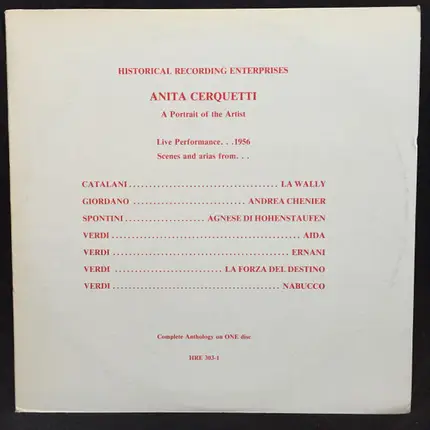 HISTORICAL RECORDING ENTERPRISES
ANITA CERQUETTI
A Portrait of the Artist
Live Performance. . .1956
Scenes and arias from. . .
CATALANI . . . . . . . . . . . . . . . . . . . . . . . . . . . . . . . . . . . . . LA WALLY
GIORDANO . . . . . . . . . . . . . . . . . . . . . . . . . . . . ANDREA CHENIER
SPONTINI . . . . . . . . . . . . . . . . . . . . AGNESE DI HOHENSTAUFEN
VERDI . . . . . . . . . . . . . . . . . . . . . . . . . . . . . . . . . . . . . . . . . . . . . . . AIDA
VERDI . . . . . . . . . . . . . . . . . . . . . . . . . . . . . . . . . . . . . . . . . . . . ERNANI
VERDI . . . . . . . . . . . . . . . . . . . . . . . . . . . LA FORZA DEL DESTINO
VERDI . . . . . . . . . . . . . . . . . . . . . . . . . . . . . . . . . . . . . . . . . . NABUCCO
Complete Anthology on ONE disc
HRE 303-1